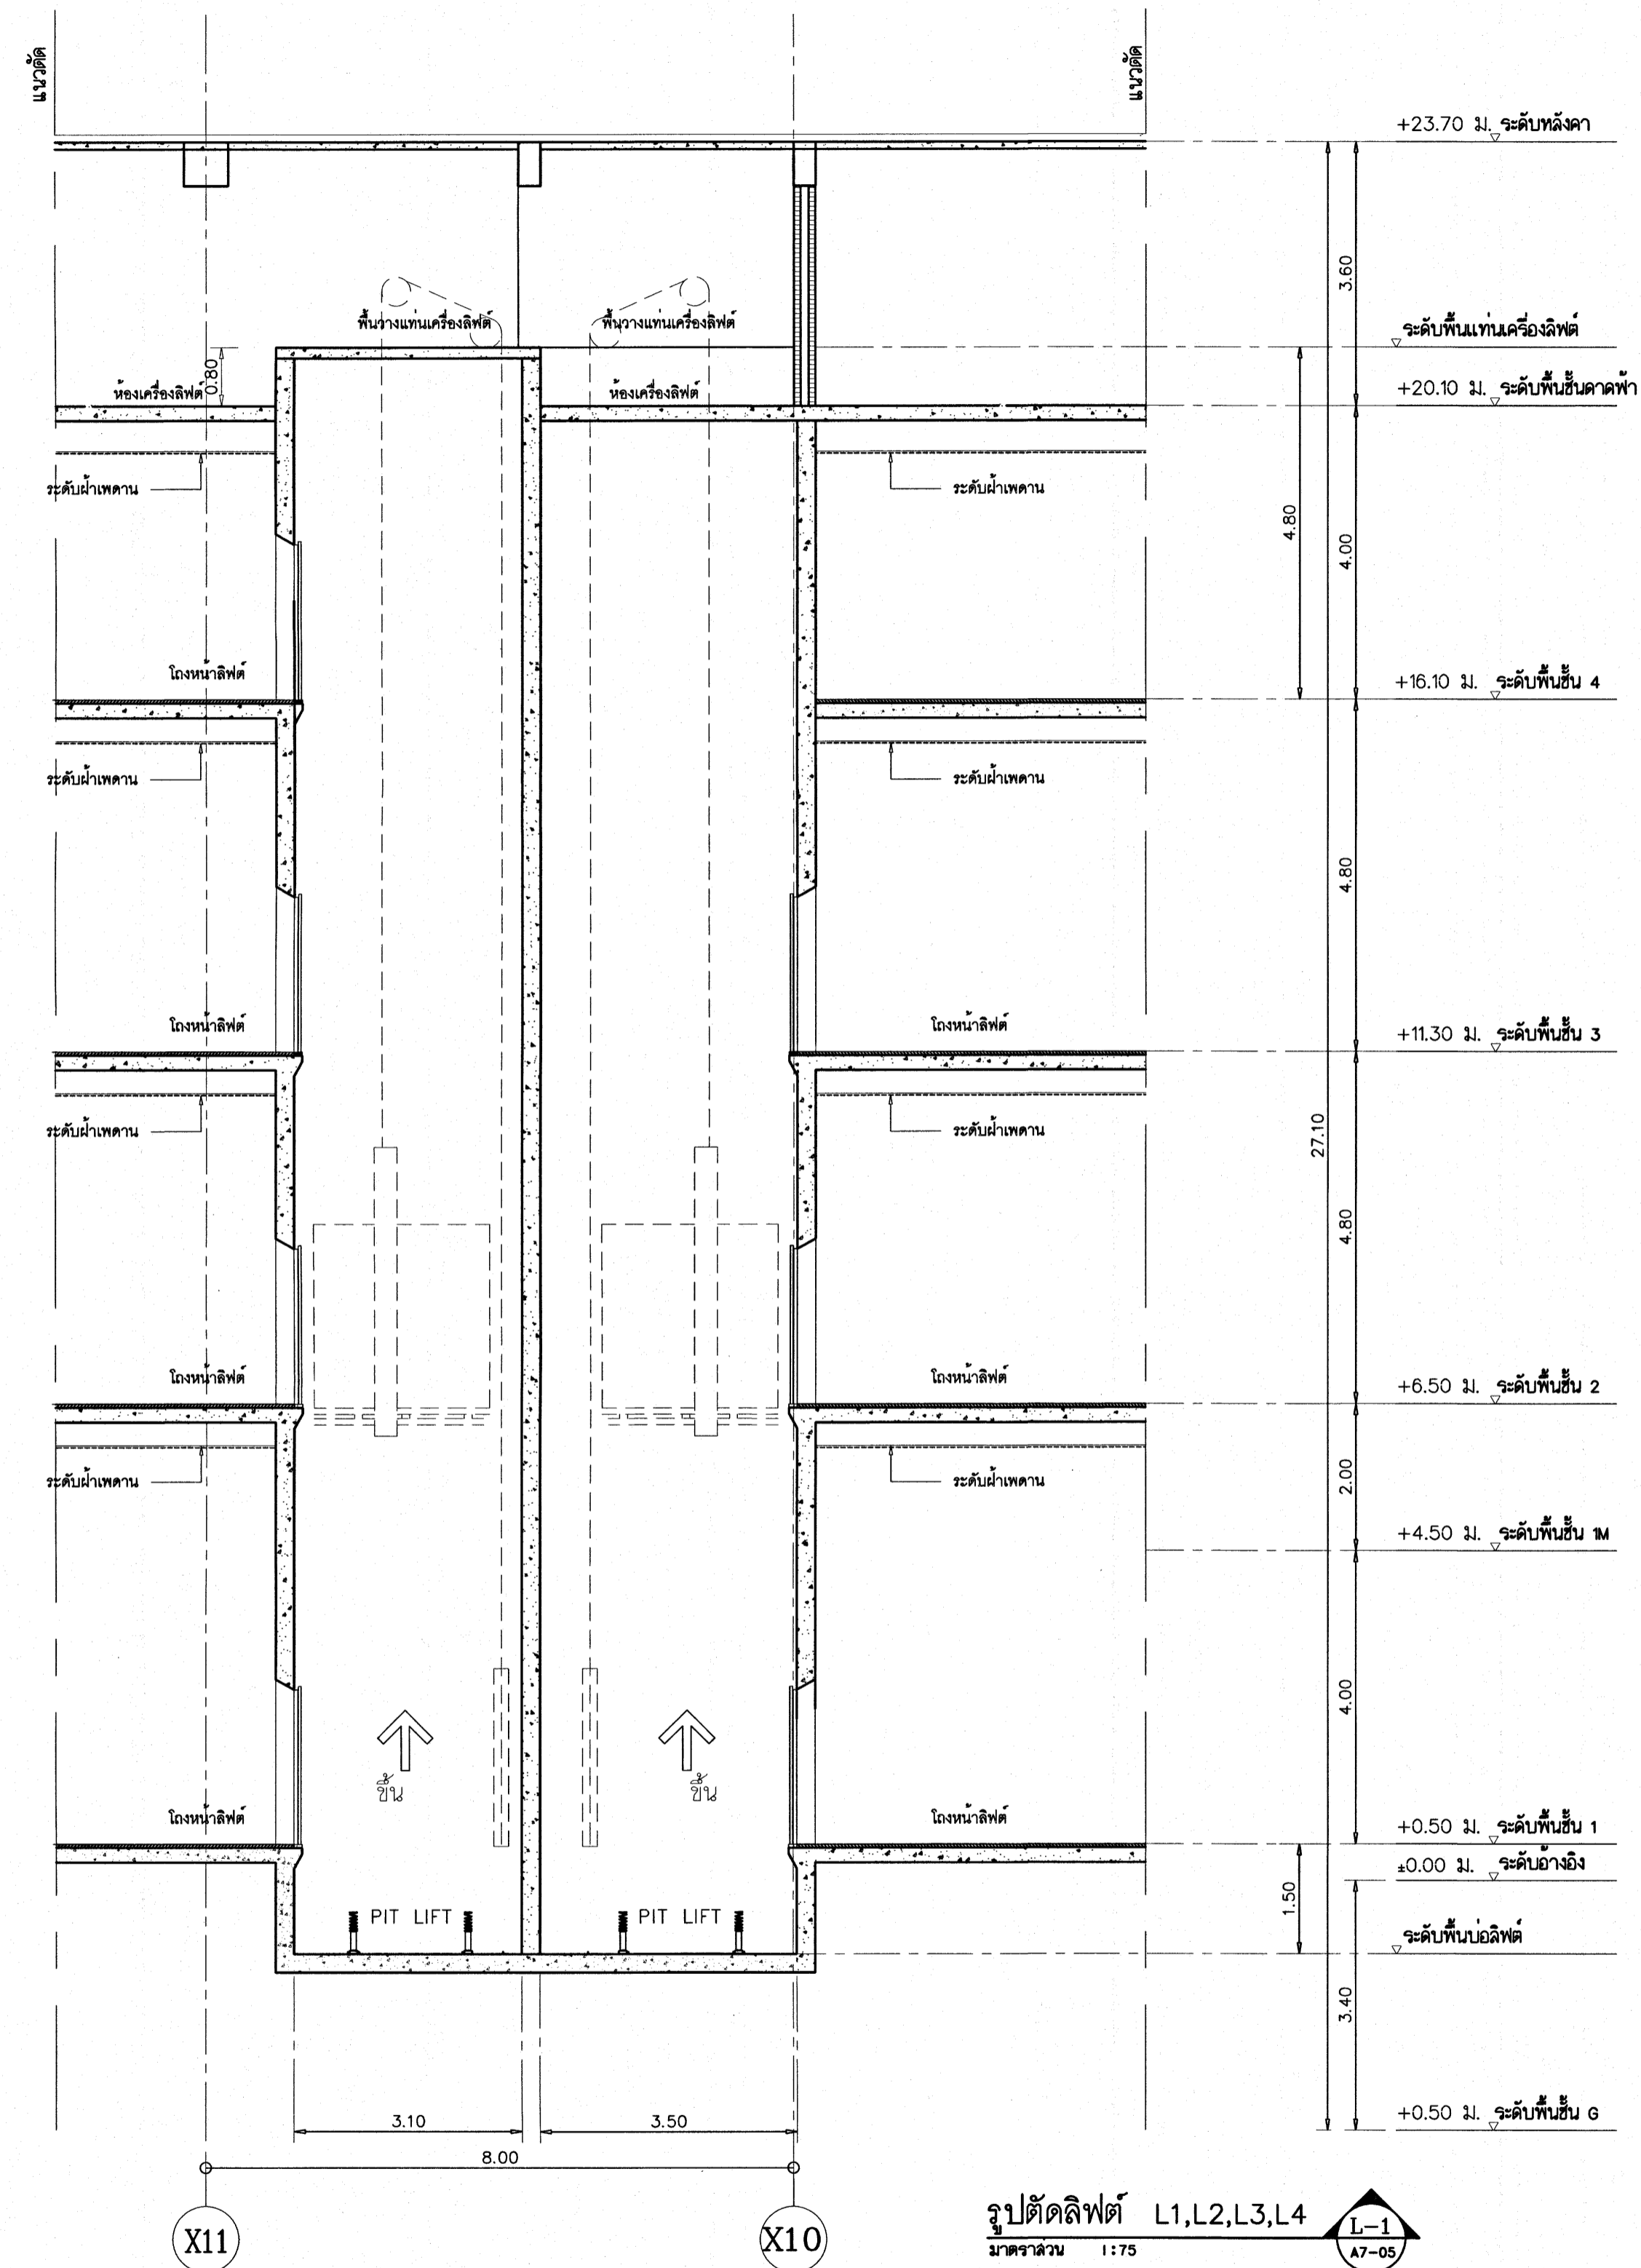 แนวตัด
แนวตัด
+23.70 ม. ระดับหลังคา
3.60
พื้นวางแท่นเครื่องลิฟต์
พื้นวางแท่นเครื่องลิฟต์
ระดับพื้นแท่นเครื่องลิฟต์
0.80
ห้องเครื่องลิฟต์
ห้องเครื่องลิฟต์
+20.10 ม. ระดับพื้นชั้นดาดฟ้า
ระดับฝ้าเพดาน
ระดับฝ้าเพดาน
4.80
4.00
โถงหน้าลิฟต์
+16.10 ม. ระดับพื้นชั้น 4
ระดับฝ้าเพดาน
ระดับฝ้าเพดาน
4.80
โถงหน้าลิฟต์
โถงหน้าลิฟต์
+11.30 ม. ระดับพื้นชั้น 3
ระดับฝ้าเพดาน
ระดับฝ้าเพดาน
27.10
4.80
โถงหน้าลิฟต์
โถงหน้าลิฟต์
+6.50 ม. ระดับพื้นชั้น 2
ระดับฝ้าเพดาน
ระดับฝ้าเพดาน
2.00
+4.50 ม. ระดับพื้นชั้น 1M
4.00
ขึ้น
ขึ้น
โถงหน้าลิฟต์
โถงหน้าลิฟต์
+0.50 ม. ระดับพื้นชั้น 1
±0.00 ม. ระดับอ้างอิง
1.50
PIT LIFT
PIT LIFT
ระดับพื้นบ่อลิฟต์
3.40
3.10
3.50
+0.50 ม. ระดับพื้นชั้น G
8.00
X11
X10
รูปตัดลิฟต์ L1,L2,L3,L4
มาตราส่วน 1:75
L-1
A7-05